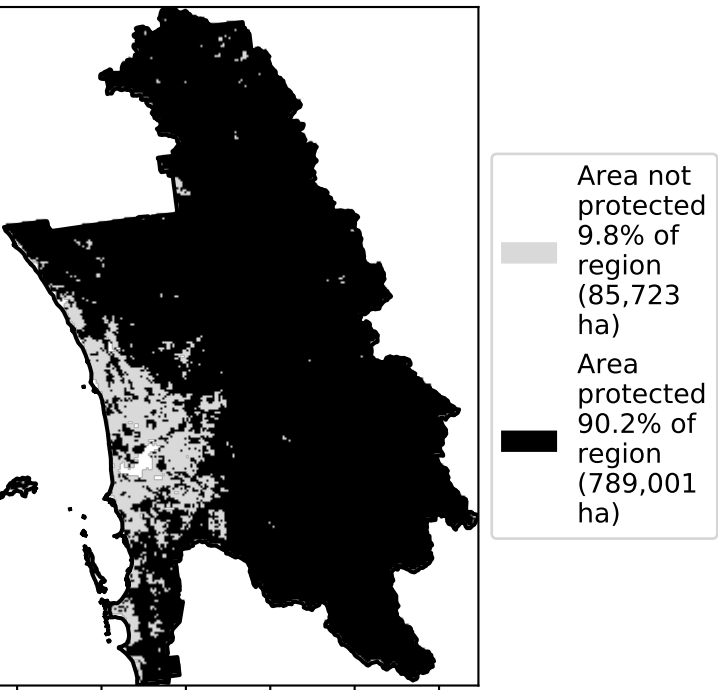 Area not
protected
9.8% of
region
(85,723
ha)
Area
protected
90.2% of
region
(789,001
ha)